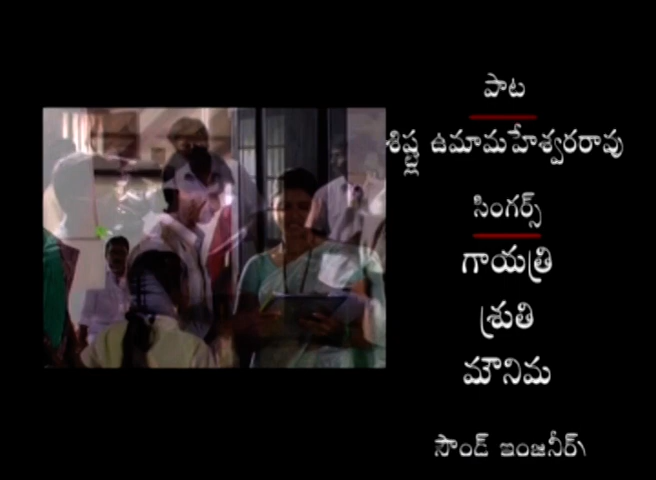 పాట
శిష్ట్ల ఉమామహేశ్వరరావు
సింగర్స్
గాయత్రి
శ్రుతి
మౌనిమ
సౌండ్ ఇంజనీర్స్